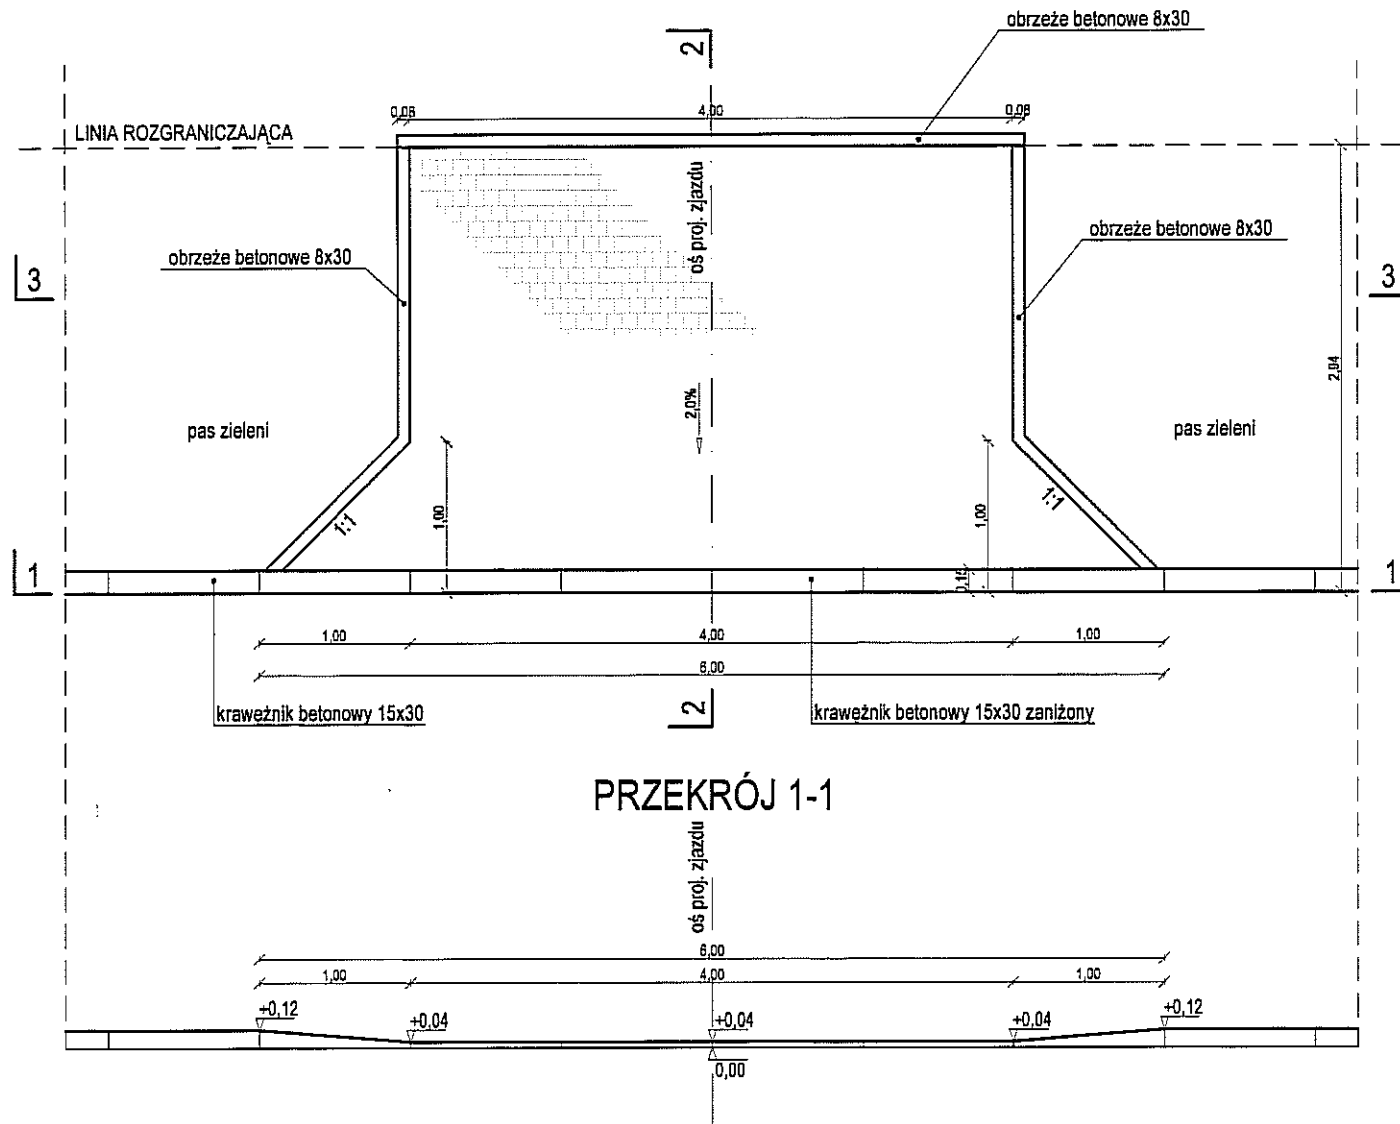 obrzeże betonowe 8x30
2
0,08 4,00 0,08
LINIA ROZGRANICZAJĄCA
oś proj. zjazdu
obrzeże betonowe 8x30
obrzeże betonowe 8x30
3
3
2,94
2,0%
pas zieleni
pas zieleni
1:1
1:1
1,00
1,00
1
0,15
1
1,00 4,00 1,00
6,00
krawężnik betonowy 15x30
2
krawężnik betonowy 15x30 zaniżony
PRZEKRÓJ 1-1
oś proj. zjazdu
6,00
1,00 4,00 1,00
+0,12 +0,04 +0,04 +0,04 +0,12
0,00